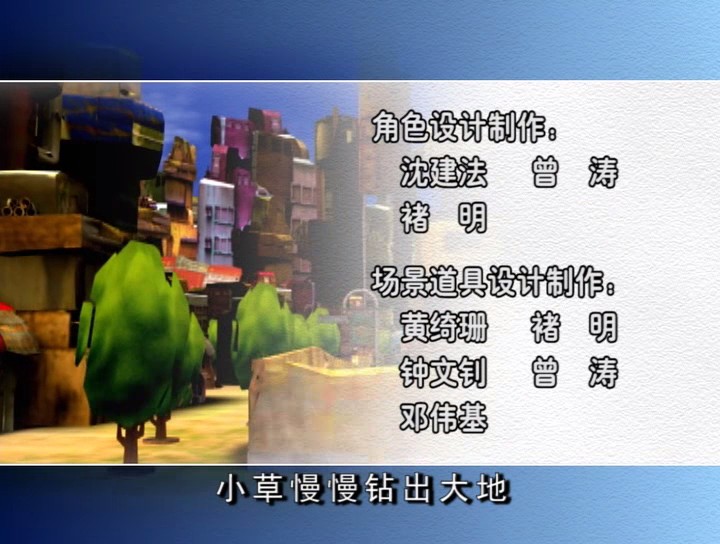 角色设计制作:
沈建法 曾 涛
褚 明
场景道具设计制作:
黄绮珊 褚 明
钟文钊 曾 涛
邓伟基
小草慢慢钻出大地